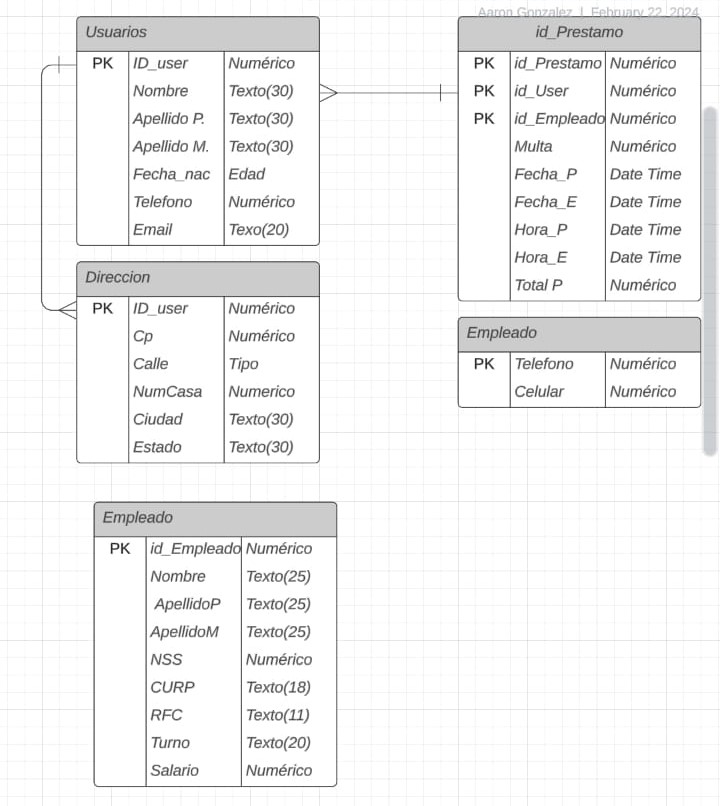 Aaron Gonzalez | February 22, 2024
Usuarios
PK ID_user Numérico
Nombre Texto(30)
Apellido P. Texto(30)
Apellido M. Texto(30)
Fecha_nac Edad
Telefono Numérico
Email Texo(20)
Direccion
PK ID_user Numérico
Cp Numérico
Calle Tipo
NumCasa Numerico
Ciudad Texto(30)
Estado Texto(30)
id_Prestamo
PK id_Prestamo Numérico
PK id_User Numérico
PK id_Empleado Numérico
Multa Numérico
Fecha_P Date Time
Fecha_E Date Time
Hora_P Date Time
Hora_E Date Time
Total P Numérico
Empleado
PK Telefono Numérico
Celular Numérico
Empleado
PK id_Empleado Numérico
Nombre Texto(25)
ApellidoP Texto(25)
ApellidoM Texto(25)
NSS Numérico
CURP Texto(18)
RFC Texto(11)
Turno Texto(20)
Salario Numérico